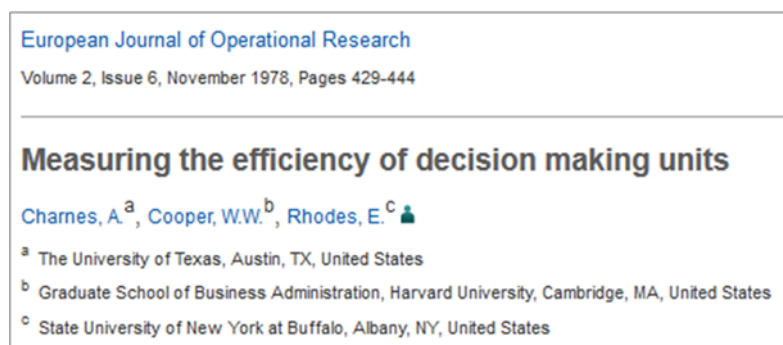 European Journal of Operational Research
Volume 2, Issue 6, November 1978, Pages 429-444
Measuring the efficiency of decision making units
Charnes, A.a, Cooper, W.W.b, Rhodes, E.c
a The University of Texas, Austin, TX, United States
b Graduate School of Business Administration, Harvard University, Cambridge, MA, United States
c State University of New York at Buffalo, Albany, NY, United States